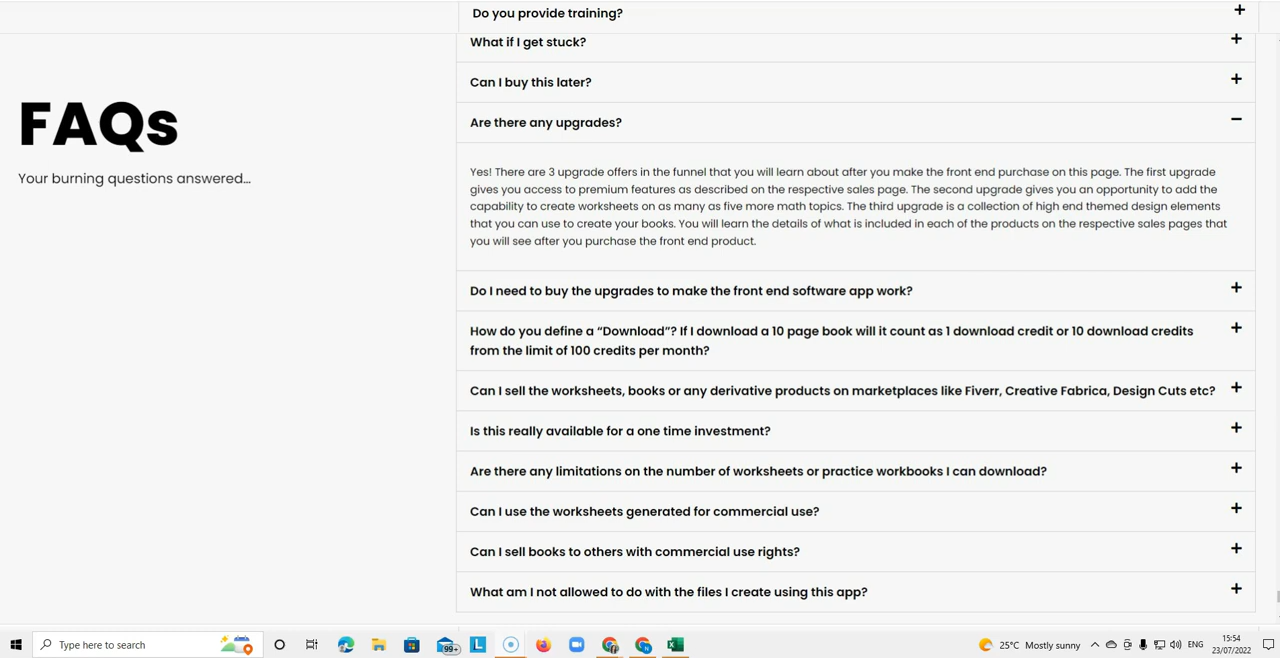 Do you provide training?
What if I get stuck?
Can I buy this later?
Are there any upgrades?
FAQs
Your burning questions answered...
Yes! There are 3 upgrade offers in the funnel that you will learn about after you make the front end purchase on this page. The first upgrade
gives you access to premium features as described on the respective sales page. The second upgrade gives you an opportunity to add the
capability to create worksheets on as many as five more math topics. The third upgrade is a collection of high end themed design elements
that you can use to create your books. You will learn the details of what is included in each of the products on the respective sales pages that
you will see after you purchase the front end product.
Do I need to buy the upgrades to make the front end software app work?
How do you define a “Download”? If I download a 10 page book will it count as 1 download credit or 10 download credits
from the limit of 100 credits per month?
Can I sell the worksheets, books or any derivative products on marketplaces like Fiverr, Creative Fabrica, Design Cuts etc?
Is this really available for a one time investment?
Are there any limitations on the number of worksheets or practice workbooks I can download?
Can I use the worksheets generated for commercial use?
Can I sell books to others with commercial use rights?
What am I not allowed to do with the files I create using this app?
Type here to search
99+
L
25°C Mostly sunny
ENG
15:54
23/07/2022